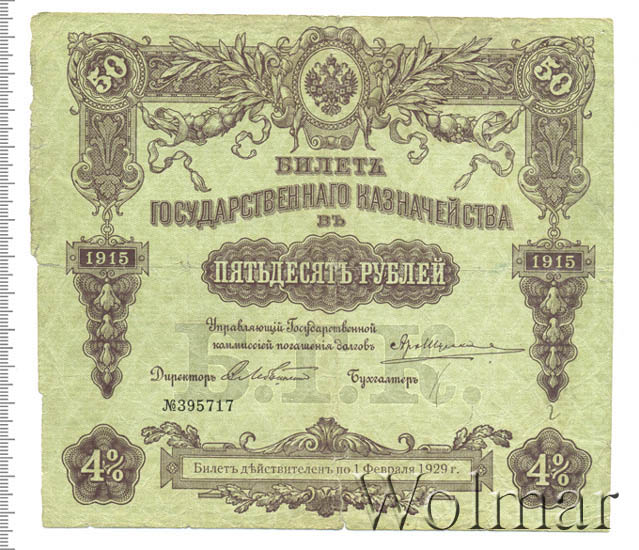 50 50
БИЛЕТЪ
ГОСУДАРСТВЕННАГО КАЗНАЧЕЙСТВА
ВЪ
1915 ПЯТЬДЕСЯТЪ РУБЛЕЙ 1915
Б.Г.К.
Управляющій Государственной
коммиссіей погашенія долговъ
Директоръ Бухгалтеръ
№395717
4% 4%
Билетъ дѣйствителенъ по 1 Февраля 1929 г.
Wolmar